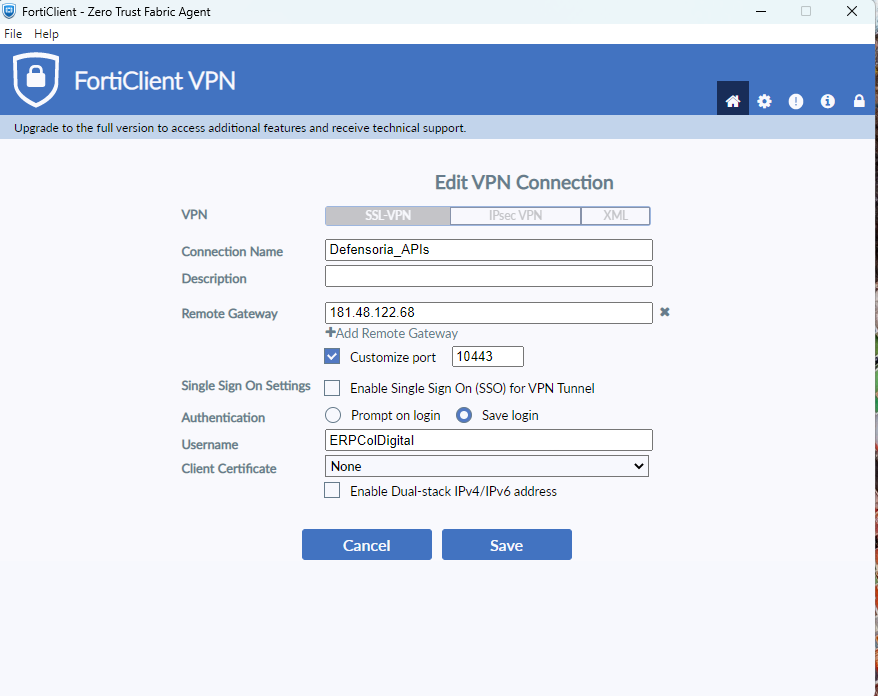 FortiClient - Zero Trust Fabric Agent
File Help
FortiClient VPN
Upgrade to the full version to access additional features and receive technical support.
Edit VPN Connection
VPN SSL-VPN IPsec VPN XML
Connection Name Defensoria_APIs
Description
Remote Gateway 181.48.122.68
+Add Remote Gateway
Customize port 10443
Single Sign On Settings Enable Single Sign On (SSO) for VPN Tunnel
Authentication Prompt on login Save login
Username ERPColDigital
Client Certificate None
Enable Dual-stack IPv4/IPv6 address
Cancel Save